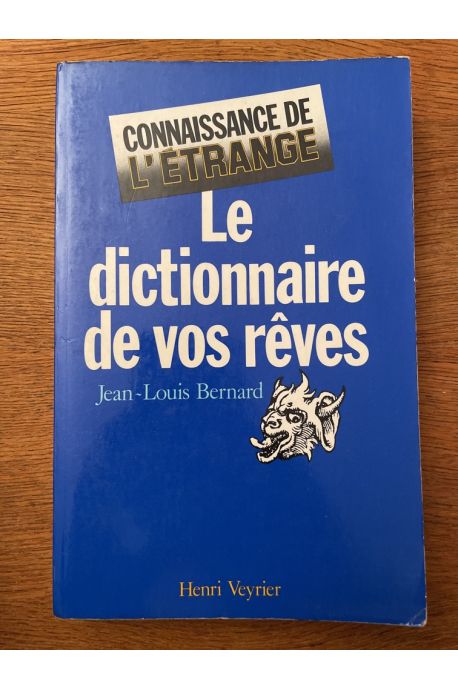 CONNAISSANCE DE
L'ÉTRANGE
Le
dictionnaire
de vos rêves
Jean-Louis Bernard
Henri Veyrier